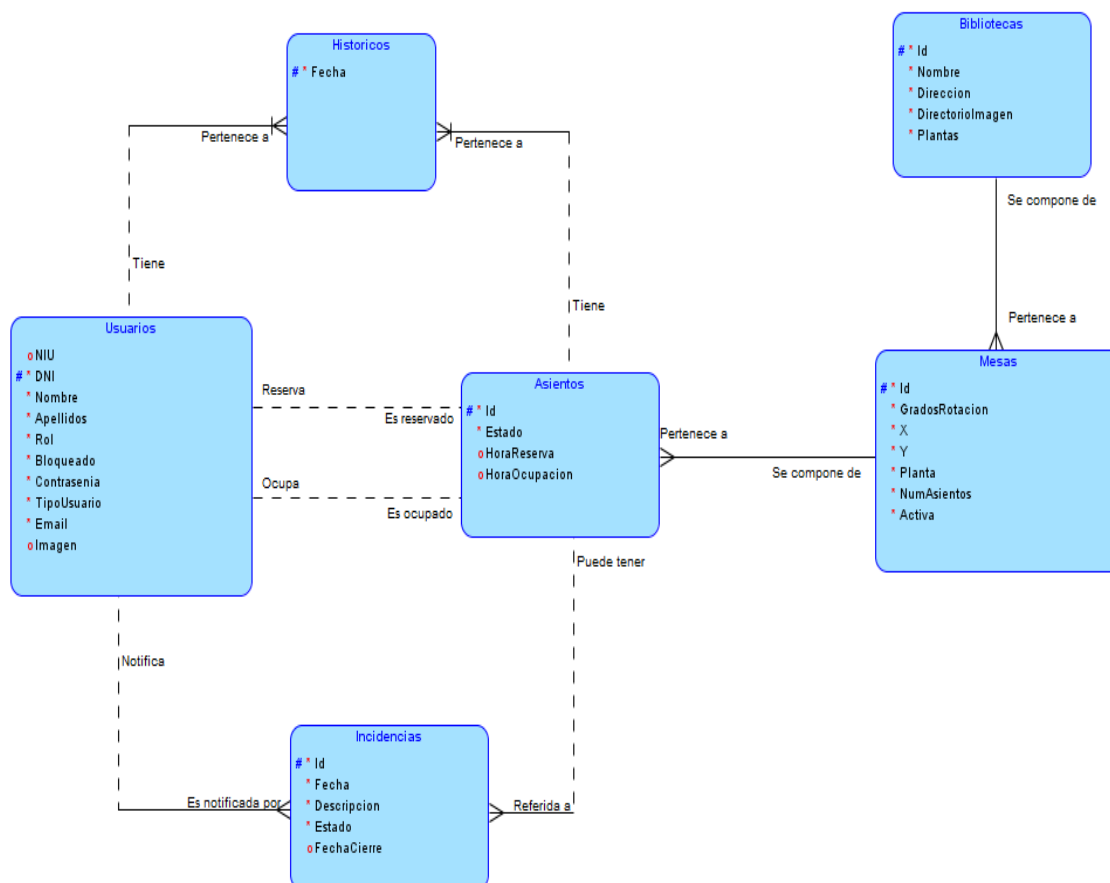 Historicos
# * Fecha
Bibliotecas
# * Id
* Nombre
* Direccion
* DirectorioImagen
* Plantas
Pertenece a
Pertenece a
Se compone de
Tiene
Tiene
Pertenece a
Usuarios
o NIU
# * DNI
* Nombre
* Apellidos
* Rol
* Bloqueado
* Contrasenia
* TipoUsuario
* Email
o Imagen
Reserva
Es reservado
Ocupa
Es ocupado
Asientos
# * Id
* Estado
o HoraReserva
o HoraOcupacion
Pertenece a
Se compone de
Mesas
# * Id
* GradosRotacion
* X
* Y
* Planta
* NumAsientos
* Activa
Puede tener
Notifica
Incidencias
# * Id
* Fecha
* Descripcion
* Estado
o FechaCierre
Es notificada por
Referida a